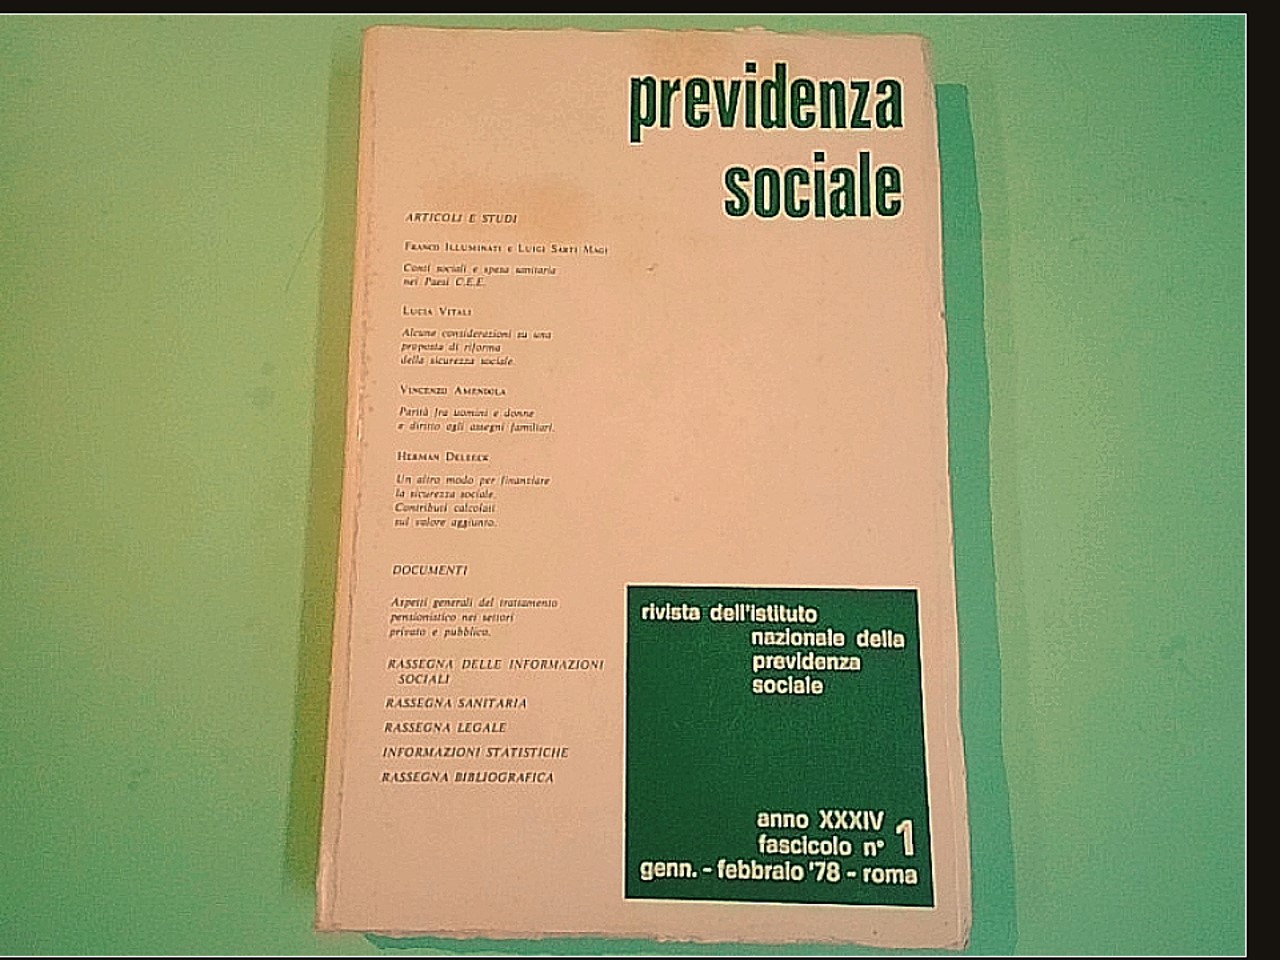 previdenza
sociale
ARTICOLI E STUDI
FRANCO ILLUMINATI e LUIGI SARTI MAGI
Conti sociali e spesa sanitaria
nei Paesi C.E.E.
LUCIA VITALI
Alcune considerazioni su una
proposta di riforma
della sicurezza sociale.
VINCENZO AMENDOLA
Parità fra uomini e donne
e diritto agli assegni familiari.
HERMAN DELEECK
Un altro modo per finanziare
la sicurezza sociale.
Contributi calcolati
sul valore aggiunto.
DOCUMENTI
Aspetti generali del trattamento
pensionistico nei settori
privato e pubblico.
RASSEGNA DELLE INFORMAZIONI
SOCIALI
RASSEGNA SANITARIA
RASSEGNA LEGALE
INFORMAZIONI STATISTICHE
RASSEGNA BIBLIOGRAFICA
rivista dell'istituto
nazionale della
previdenza
sociale
anno XXXIV
fascicolo n° 1
genn. - febbraio '78 - roma